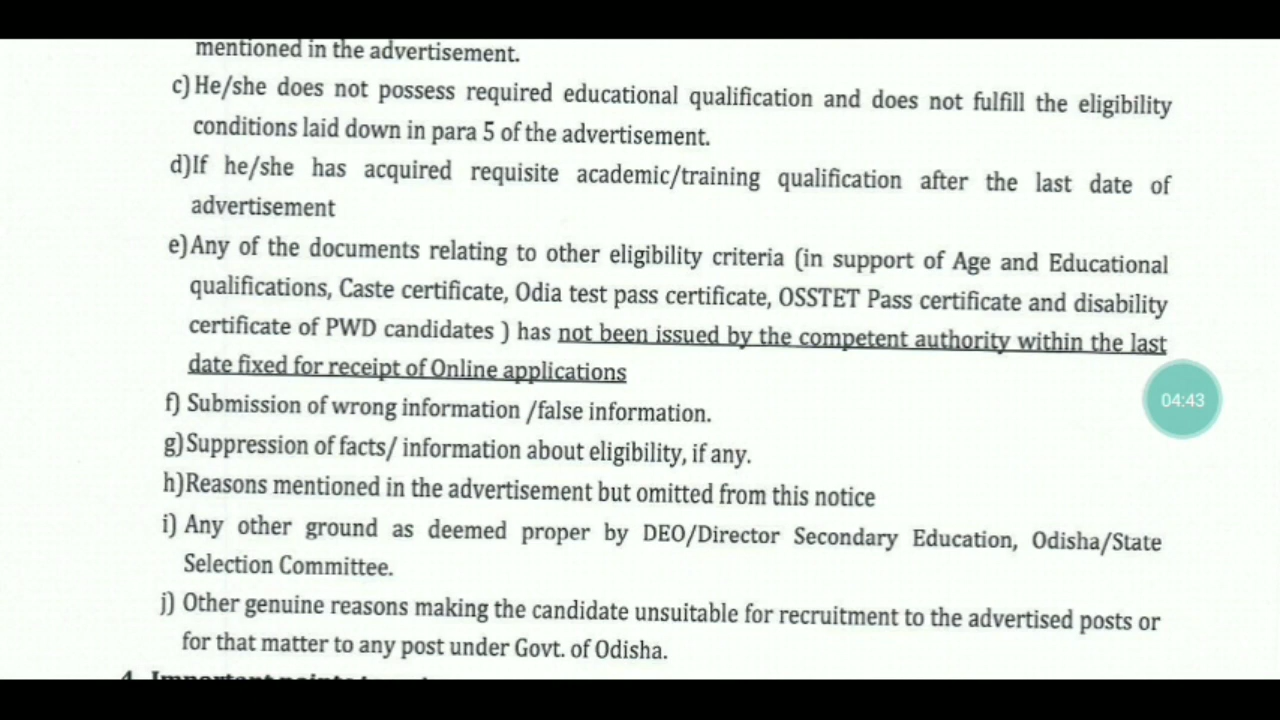 mentioned in the advertisement.
c) He/she does not possess required educational qualification and does not fulfill the eligibility
conditions laid down in para 5 of the advertisement.
d)If he/she has acquired requisite academic/training qualification after the last date of
advertisement
e)Any of the documents relating to other eligibility criteria (in support of Age and Educational
qualifications, Caste certificate, Odia test pass certificate, OSSTET Pass certificate and disability
certificate of PWD candidates ) has not been issued by the competent authority within the last
date fixed for receipt of Online applications
04:43
f) Submission of wrong information /false information.
g)Suppression of facts/ information about eligibility, if any.
h)Reasons mentioned in the advertisement but omitted from this notice
i) Any other ground as deemed proper by DEO/Director Secondary Education, Odisha/State
Selection Committee.
j) Other genuine reasons making the candidate unsuitable for recruitment to the advertised posts or
for that matter to any post under Govt. of Odisha.
4. Important points